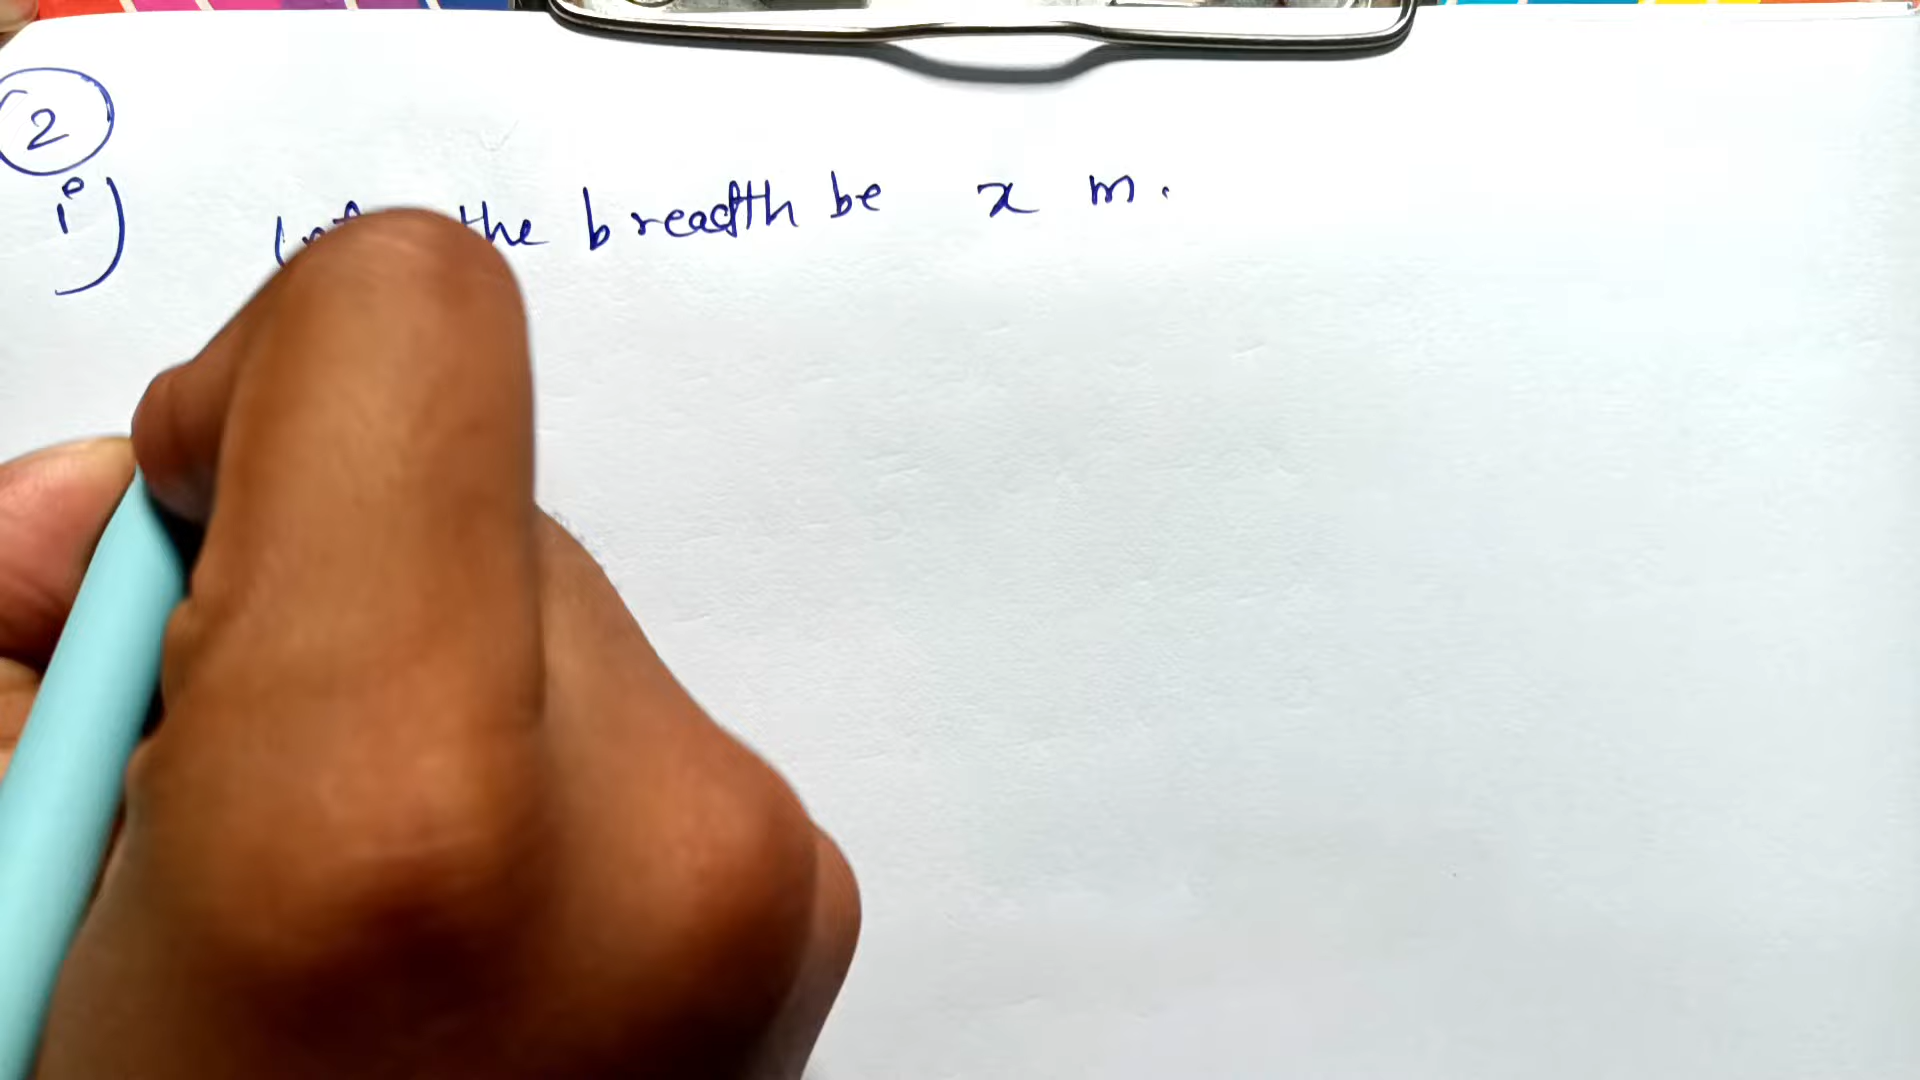 2
i) the breadth be x m.